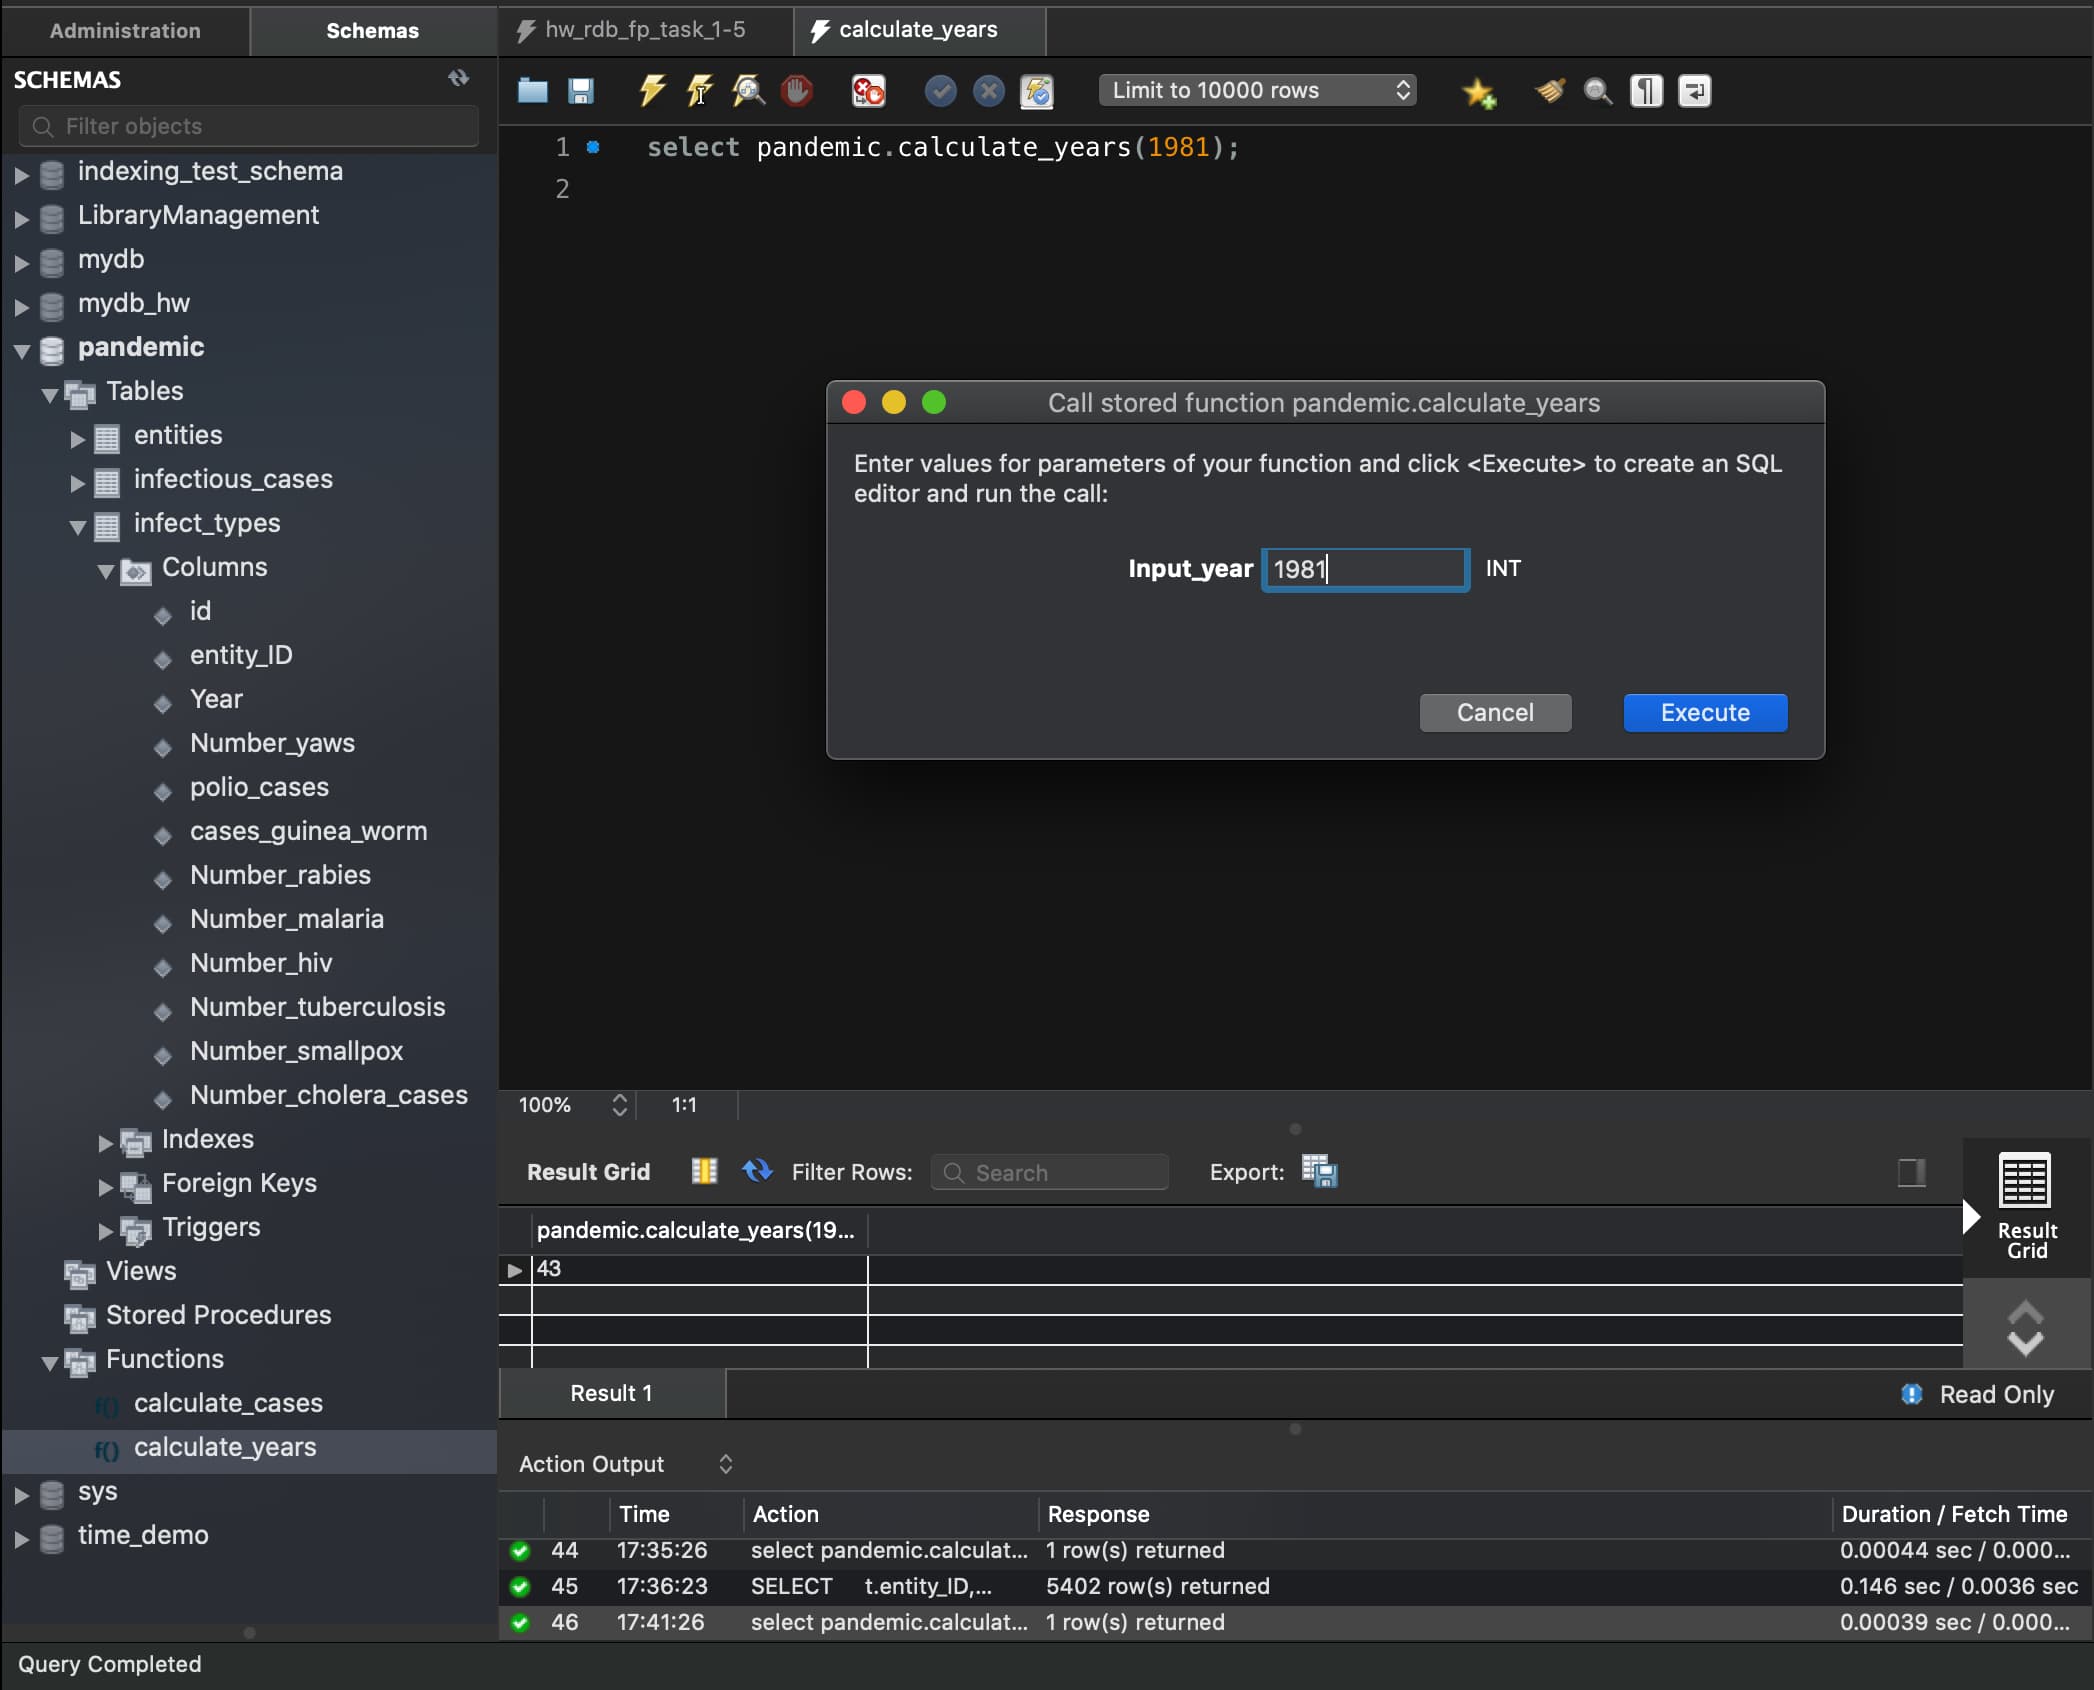 Administration
Schemas
hw_rdb_fp_task_1-5
calculate_years
SCHEMAS
Filter objects
Limit to 10000 rows
indexing_test_schema
LibraryManagement
mydb
mydb_hw
pandemic
Tables
entities
infectious_cases
infect_types
Columns
id
entity_ID
Year
Number_yaws
polio_cases
cases_guinea_worm
Number_rabies
Number_malaria
Number_hiv
Number_tuberculosis
Number_smallpox
Number_cholera_cases
Indexes
Foreign Keys
Triggers
Views
Stored Procedures
Functions
f() calculate_cases
f() calculate_years
sys
time_demo
1 select pandemic.calculate_years(1981);
2
Call stored function pandemic.calculate_years
Enter values for parameters of your function and click <Execute> to create an SQL
editor and run the call:
Input_year 1981 INT
Cancel Execute
100% 1:1
Result Grid Filter Rows: Search Export:
pandemic.calculate_years(19...
43
Result
Grid
Result 1
Read Only
Action Output
Time Action Response Duration / Fetch Time
44 17:35:26 select pandemic.calculat... 1 row(s) returned 0.00044 sec / 0.000...
45 17:36:23 SELECT t.entity_ID,... 5402 row(s) returned 0.146 sec / 0.0036 sec
46 17:41:26 select pandemic.calculat... 1 row(s) returned 0.00039 sec / 0.000...
Query Completed